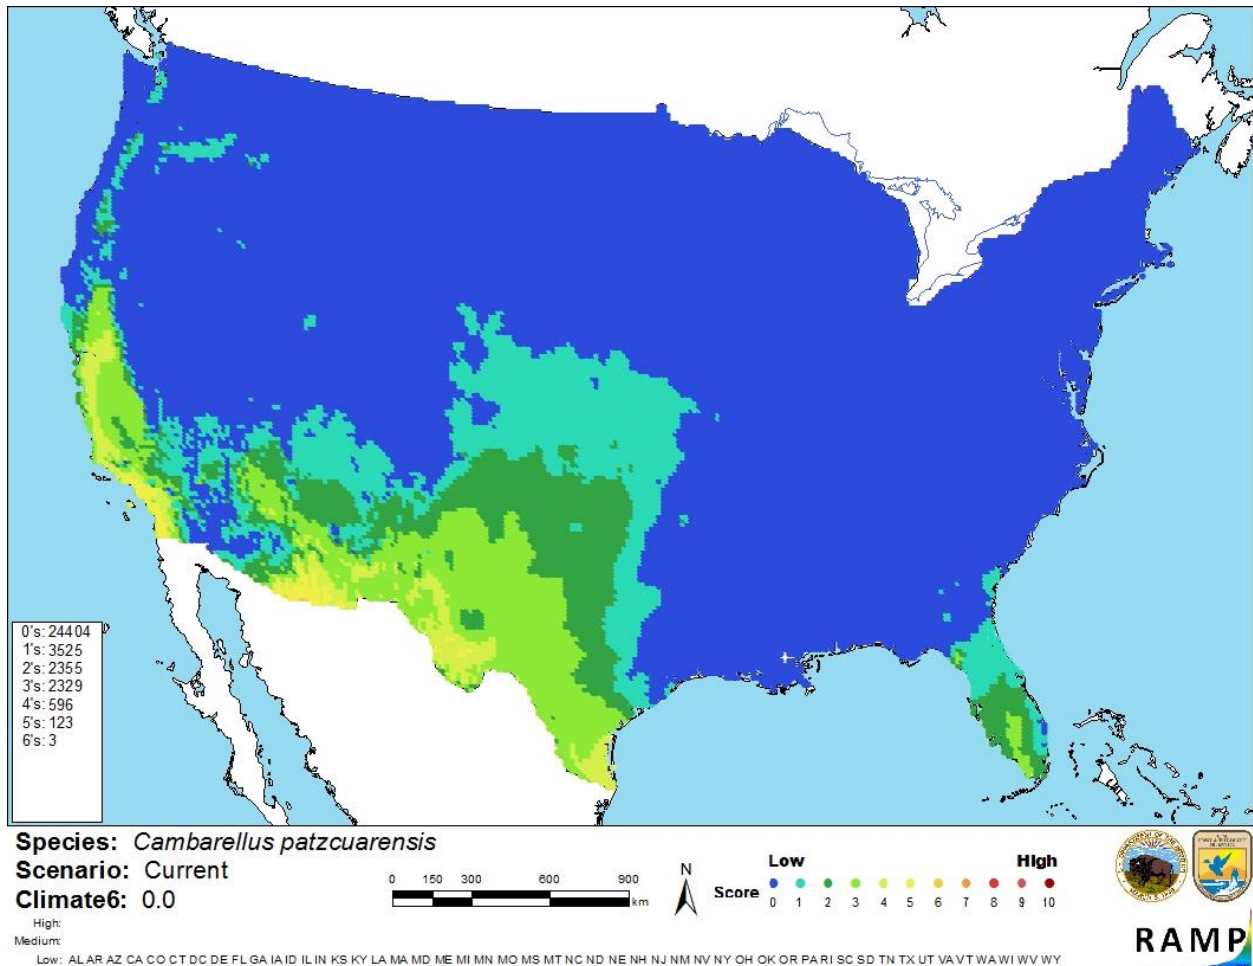 0's: 24404
1's: 3525
2's: 2355
3's: 2329
4's: 596
5's: 123
6's: 3
Species: Cambarellus patzcuarensis
Scenario: Current
Climate6: 0.0
High:
Medium:
Low: AL AR AZ CA CO CT DC DE FL GA IA ID IL IN KS KY LA MA MD ME MI MN MO MS MT NC ND NE NH NJ NM NV NY OH OK OR PA RI SC SD TN TX UT VA VT WA WI WV WY
0 150 300 600 900
km
N
Low High
Score
0 1 2 3 4 5 6 7 8 9 10
RAMP